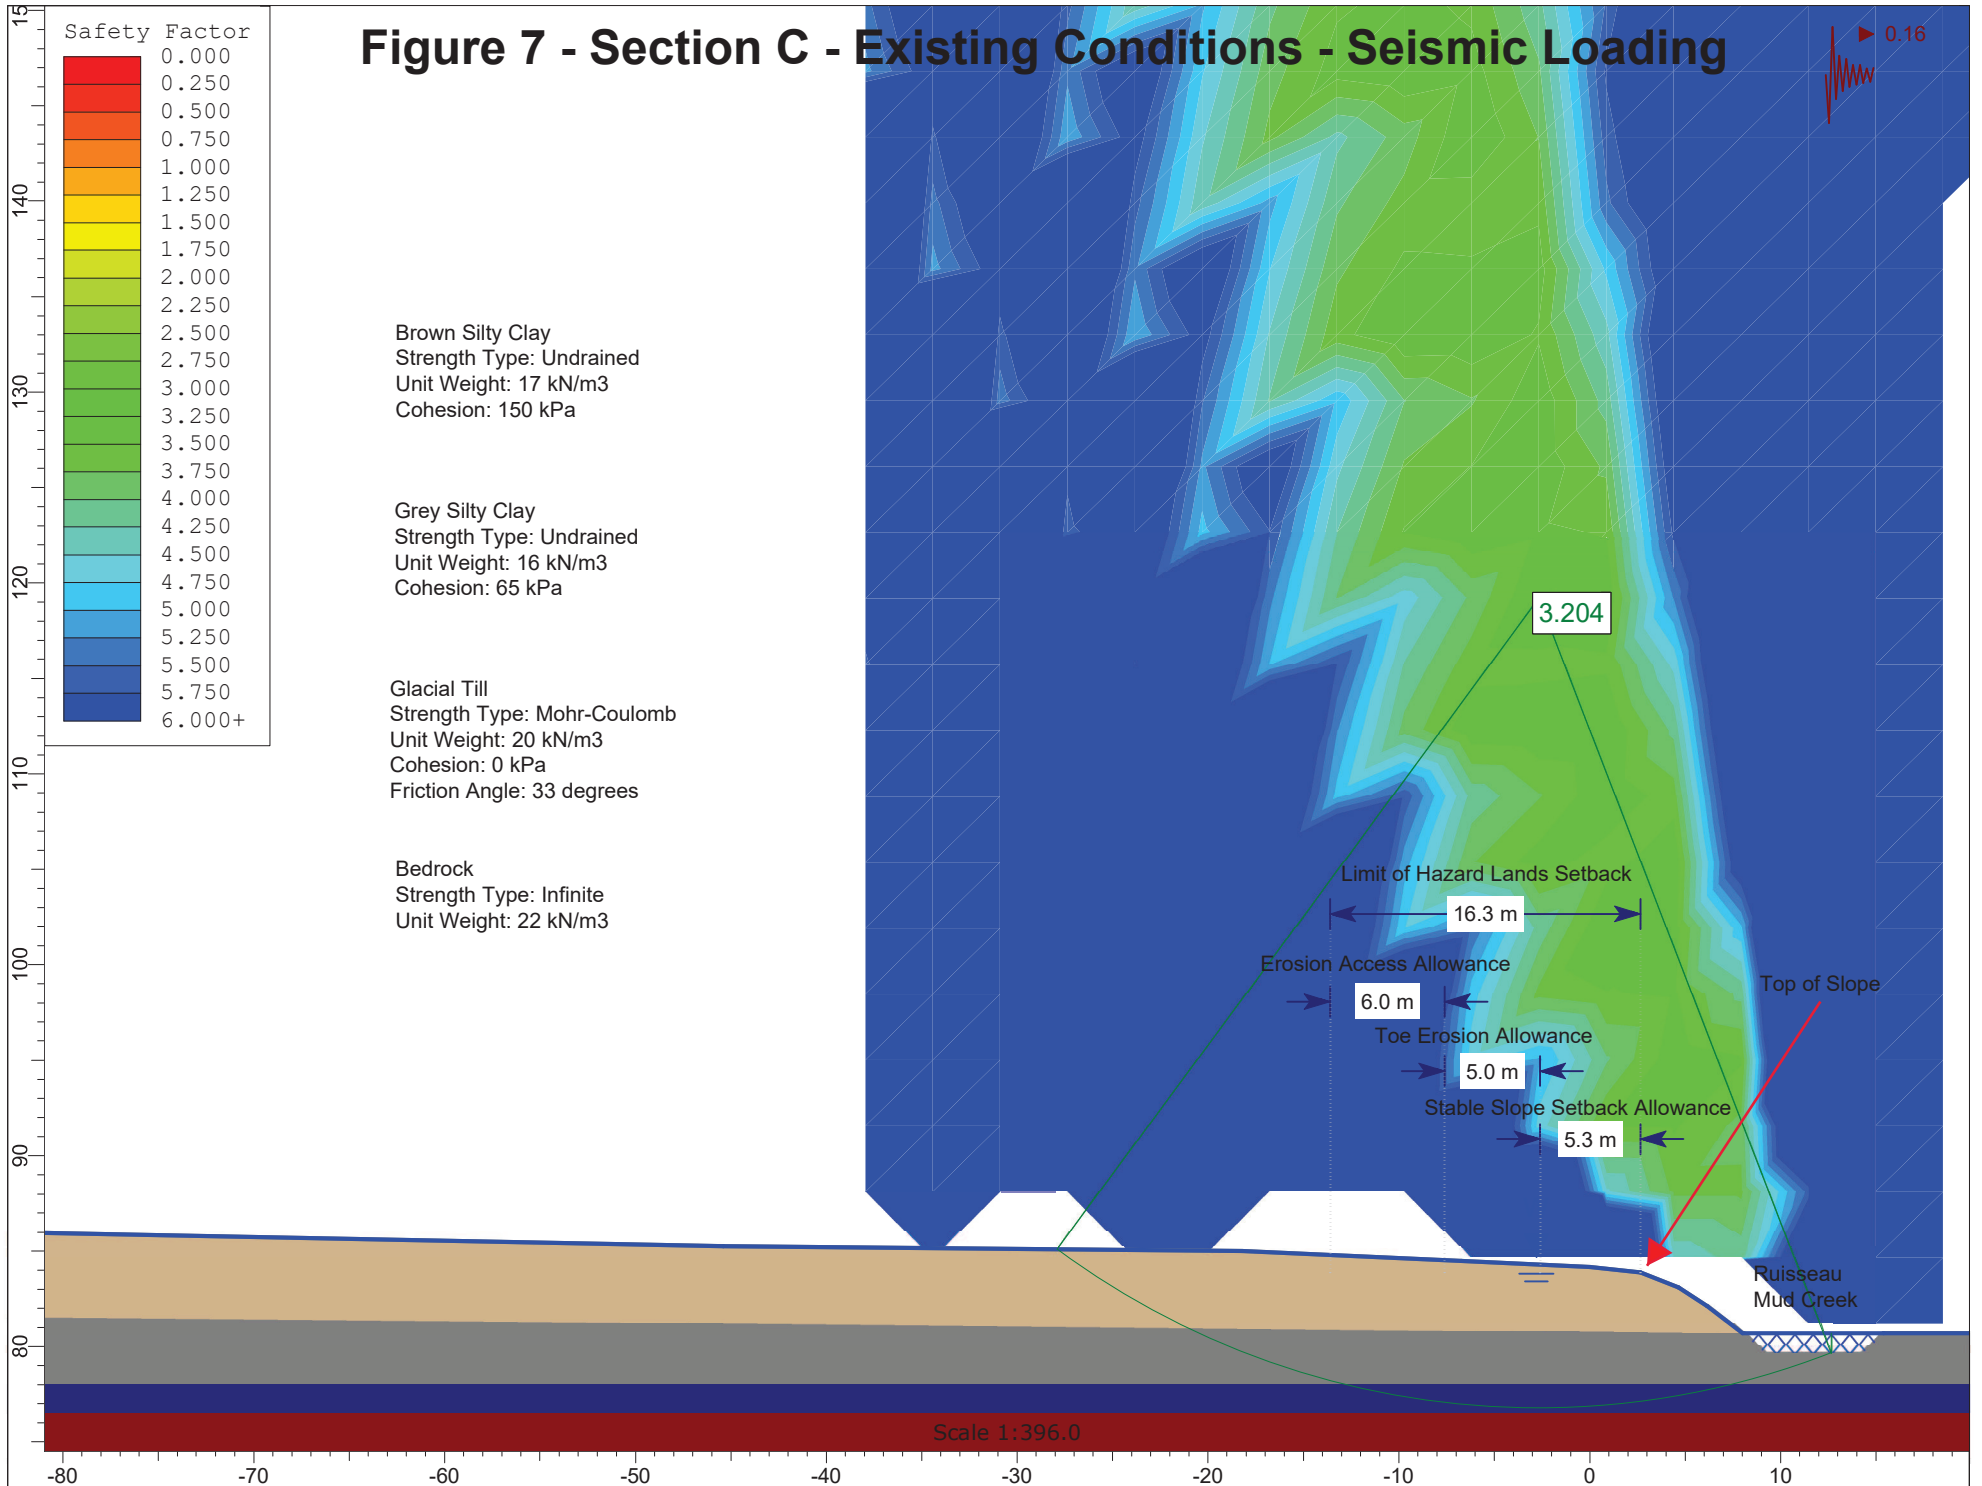 Figure 7 - Section C - Existing Conditions - Seismic Loading
0.16
Safety Factor
0.000
0.250
0.500
0.750
1.000
1.250
1.500
1.750
2.000
2.250
2.500
2.750
3.000
3.250
3.500
3.750
4.000
4.250
4.500
4.750
5.000
5.250
5.500
5.750
6.000+
Brown Silty Clay
Strength Type: Undrained
Unit Weight: 17 kN/m3
Cohesion: 150 kPa
Grey Silty Clay
Strength Type: Undrained
Unit Weight: 16 kN/m3
Cohesion: 65 kPa
Glacial Till
Strength Type: Mohr-Coulomb
Unit Weight: 20 kN/m3
Cohesion: 0 kPa
Friction Angle: 33 degrees
Bedrock
Strength Type: Infinite
Unit Weight: 22 kN/m3
3.204
Limit of Hazard Lands Setback
16.3 m
Erosion Access Allowance
6.0 m
Top of Slope
Toe Erosion Allowance
5.0 m
Stable Slope Setback Allowance
5.3 m
Ruisseau
Mud Creek
Scale 1:396.0
15
140
130
120
110
100
90
80
-80 -70 -60 -50 -40 -30 -20 -10 0 10